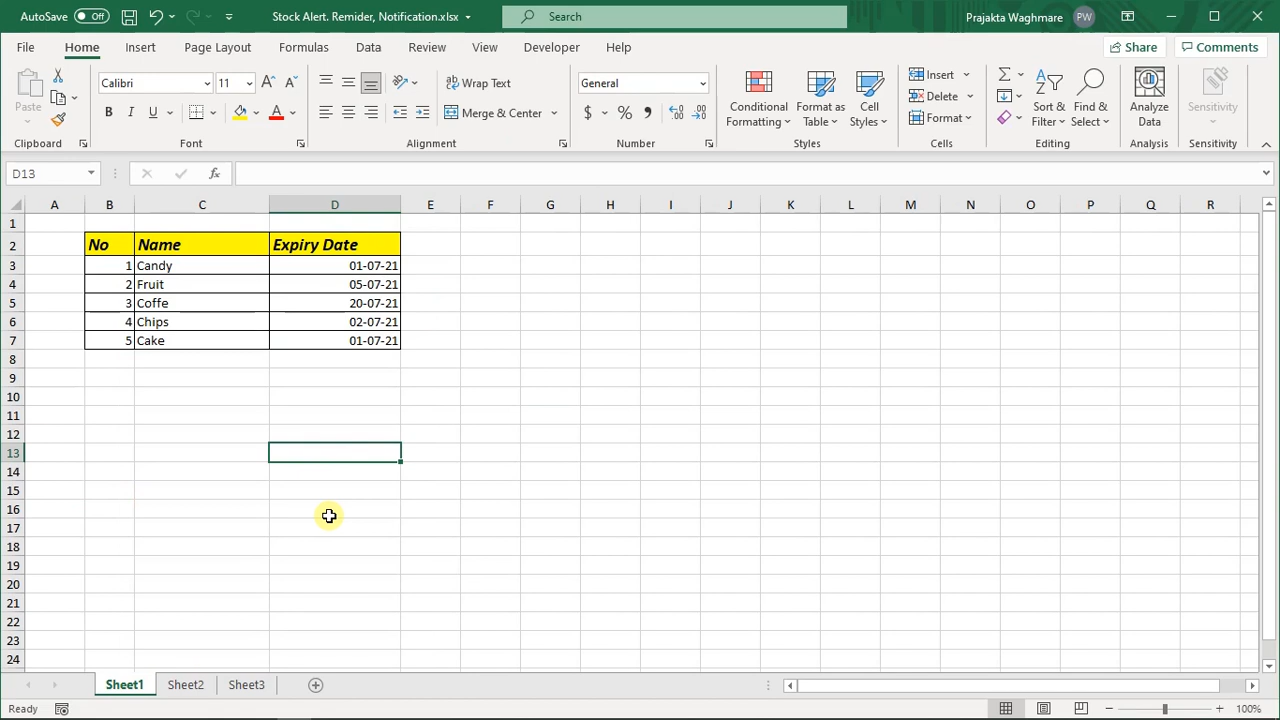 AutoSave Off Stock Alert. Remider, Notification.xlsx Search Prajakta Waghmare PW
File Home Insert Page Layout Formulas Data Review View Developer Help Share Comments
Paste
Clipboard
Calibri 11
B I U A
Font
Wrap Text
Merge & Center
Alignment
General
$ % ,
Number
Conditional Formatting
Format as Table
Cell Styles
Styles
Insert
Delete
Format
Cells
Sort & Filter
Find & Select
Editing
Analyze Data
Analysis
Sensitivity
Sensitivity
D13 fx
A B C D E F G H I J K L M N O P Q R
1
2 No Name Expiry Date
3 1 Candy 01-07-21
4 2 Fruit 05-07-21
5 3 Coffe 20-07-21
6 4 Chips 02-07-21
7 5 Cake 01-07-21
8
9
10
11
12
13
14
15
16
17
18
19
20
21
22
23
24
Sheet1 Sheet2 Sheet3
Ready 100%